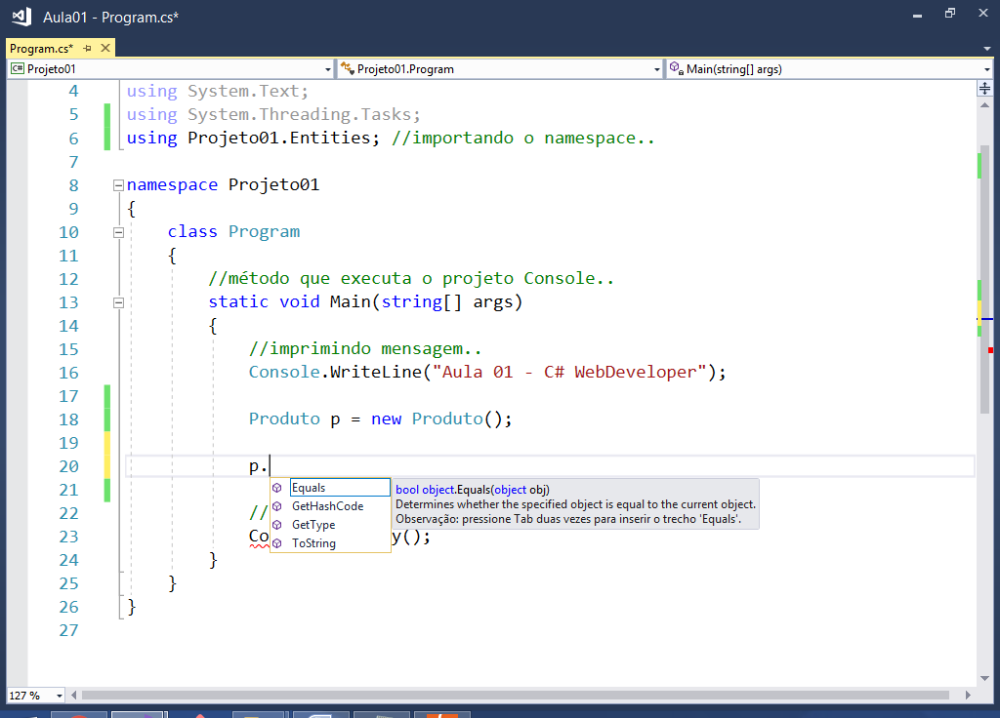 Aula01 - Program.cs*
Program.cs*
C# Projeto01 Projeto01.Program Main(string[] args)
4 using System.Text;
5 using System.Threading.Tasks;
6 using Projeto01.Entities; //importando o namespace..
7
8 namespace Projeto01
9 {
10 class Program
11 {
12 //método que executa o projeto Console..
13 static void Main(string[] args)
14 {
15 //imprimindo mensagem..
16 Console.WriteLine("Aula 01 - C# WebDeveloper");
17
18 Produto p = new Produto();
19
20 p.
Equals bool object.Equals(object obj)
Determines whether the specified object is equal to the current object.
Observação: pressione Tab duas vezes para inserir o trecho 'Equals'.
GetHashCode
GetType
ToString
21
22 //
23 Co y();
24 }
25 }
26 }
27
127 %